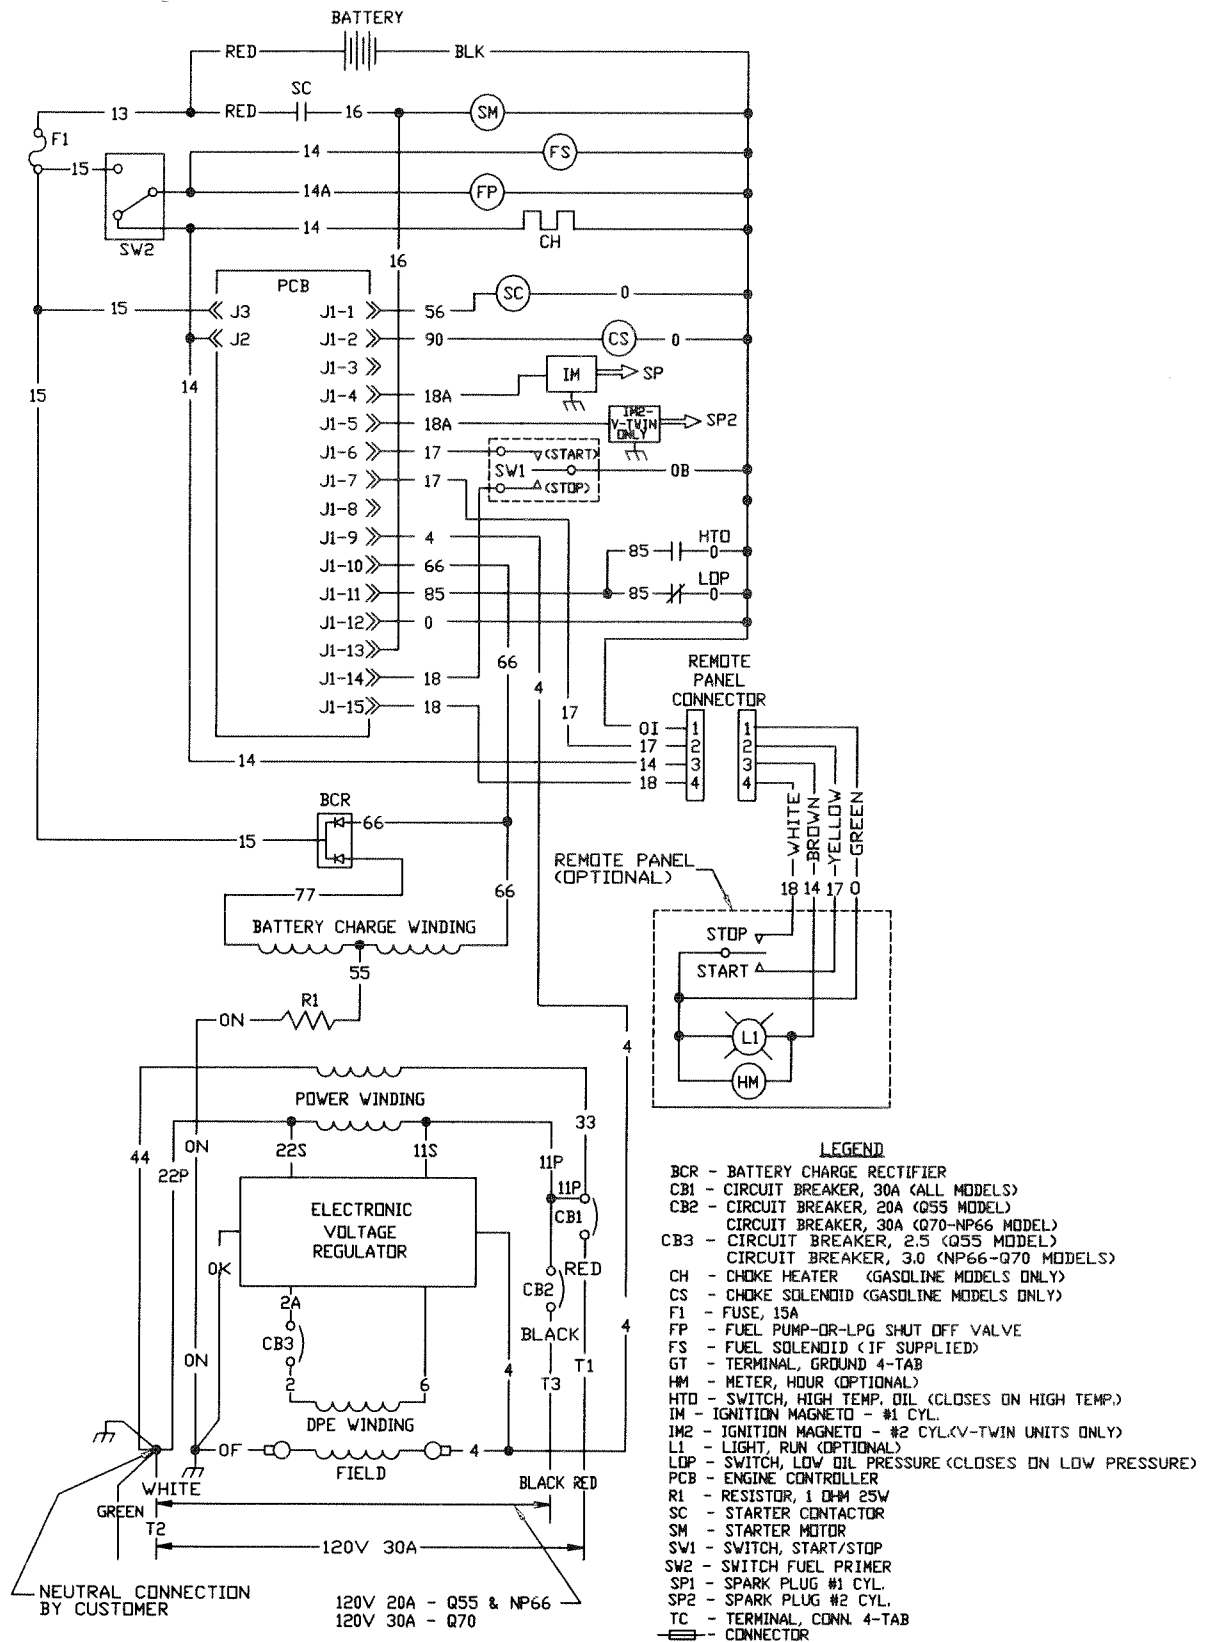 BATTERY
RED
BLK
SC
13
RED
16
SM
F1
15
14
FS
14A
FP
14
CH
SW2
16
PCB
15
J3
J1-1
56
SC
0
J2
J1-2
90
CS
0
J1-3
IM
SP
14
15
J1-4
18A
IM2-
V-TWIN
ONLY
SP2
J1-5
18A
J1-6
17
(START)
SW1
0B
J1-7
17
(STOP)
J1-8
J1-9
4
HTO
85
0
J1-10
66
LOP
J1-11
85
85
0
J1-12
0
J1-13
66
J1-14
18
4
J1-15
18
17
REMOTE
PANEL
CONNECTOR
0I
1
1
17
2
2
14
14
3
3
18
4
4
BCR
66
15
WHITE
BROWN
YELLOW
GREEN
REMOTE PANEL
(OPTIONAL)
18
14
17
0
77
66
BATTERY CHARGE WINDING
55
STOP
START
R1
0N
L1
HM
4
POWER WINDING
33
44
22P
0N
22S
11S
11P
11P
CB1
ELECTRONIC
VOLTAGE
REGULATOR
0K
RED
CB2
2A
CB3
BLACK
4
0N
2
6
4
T3
T1
DPE WINDING
0F
4
FIELD
WHITE
BLACK
RED
GREEN
T2
120V 30A
NEUTRAL CONNECTION
BY CUSTOMER
120V 20A - Q55 & NP66
120V 30A - Q70
LEGEND
BCR - BATTERY CHARGE RECTIFIER
CB1 - CIRCUIT BREAKER, 30A (ALL MODELS)
CB2 - CIRCUIT BREAKER, 20A (Q55 MODEL)
CIRCUIT BREAKER, 30A (Q70-NP66 MODEL)
CB3 - CIRCUIT BREAKER, 2.5 (Q55 MODEL)
CIRCUIT BREAKER, 3.0 (NP66-Q70 MODELS)
CH - CHOKE HEATER (GASOLINE MODELS ONLY)
CS - CHOKE SOLENOID (GASOLINE MODELS ONLY)
F1 - FUSE, 15A
FP - FUEL PUMP-OR-LPG SHUT OFF VALVE
FS - FUEL SOLENOID (IF SUPPLIED)
GT - TERMINAL, GROUND 4-TAB
HM - METER, HOUR (OPTIONAL)
HTO - SWITCH, HIGH TEMP. OIL (CLOSES ON HIGH TEMP.)
IM - IGNITION MAGNETO - #1 CYL.
IM2 - IGNITION MAGNETO - #2 CYL.(V-TWIN UNITS ONLY)
L1 - LIGHT, RUN (OPTIONAL)
LOP - SWITCH, LOW OIL PRESSURE (CLOSES ON LOW PRESSURE)
PCB - ENGINE CONTROLLER
R1 - RESISTOR, 1 OHM 25W
SC - STARTER CONTACTOR
SM - STARTER MOTOR
SW1 - SWITCH, START/STOP
SW2 - SWITCH FUEL PRIMER
SP1 - SPARK PLUG #1 CYL.
SP2 - SPARK PLUG #2 CYL.
TC - TERMINAL, CONN. 4-TAB
- CONNECTOR